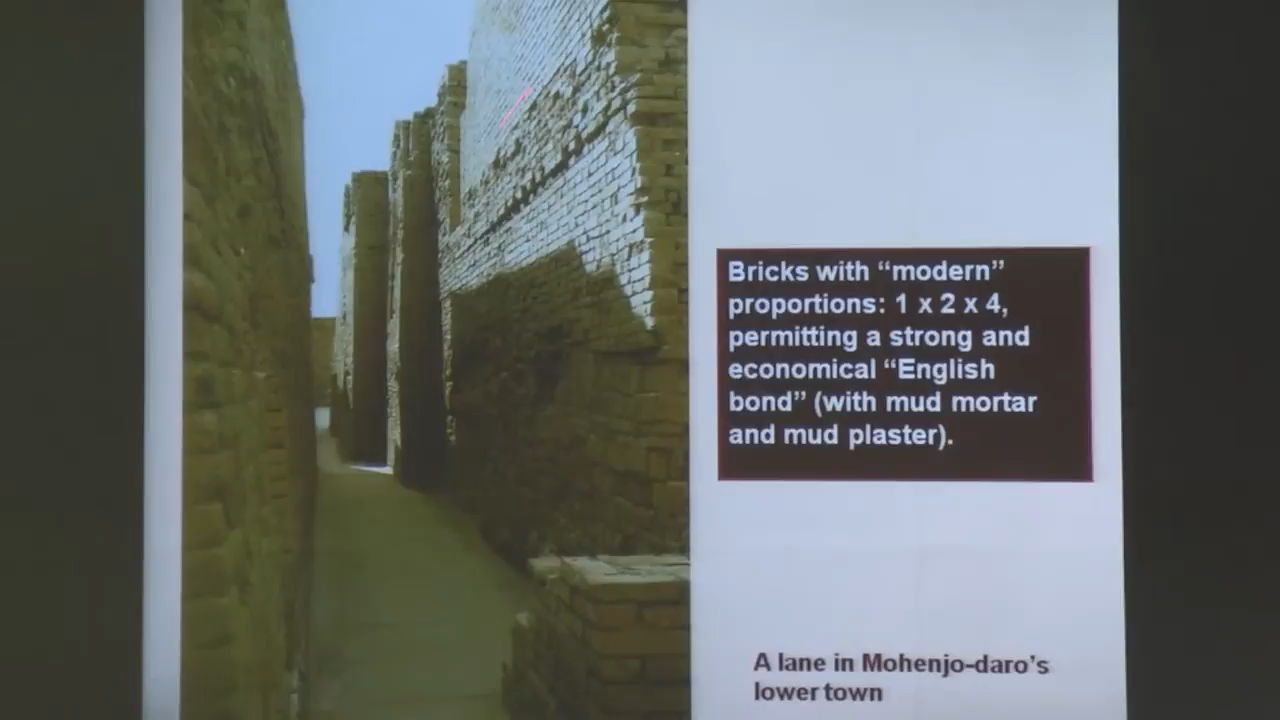 Bricks with “modern”
proportions: 1 x 2 x 4,
permitting a strong and
economical “English
bond” (with mud mortar
and mud plaster).
A lane in Mohenjo-daro’s
lower town